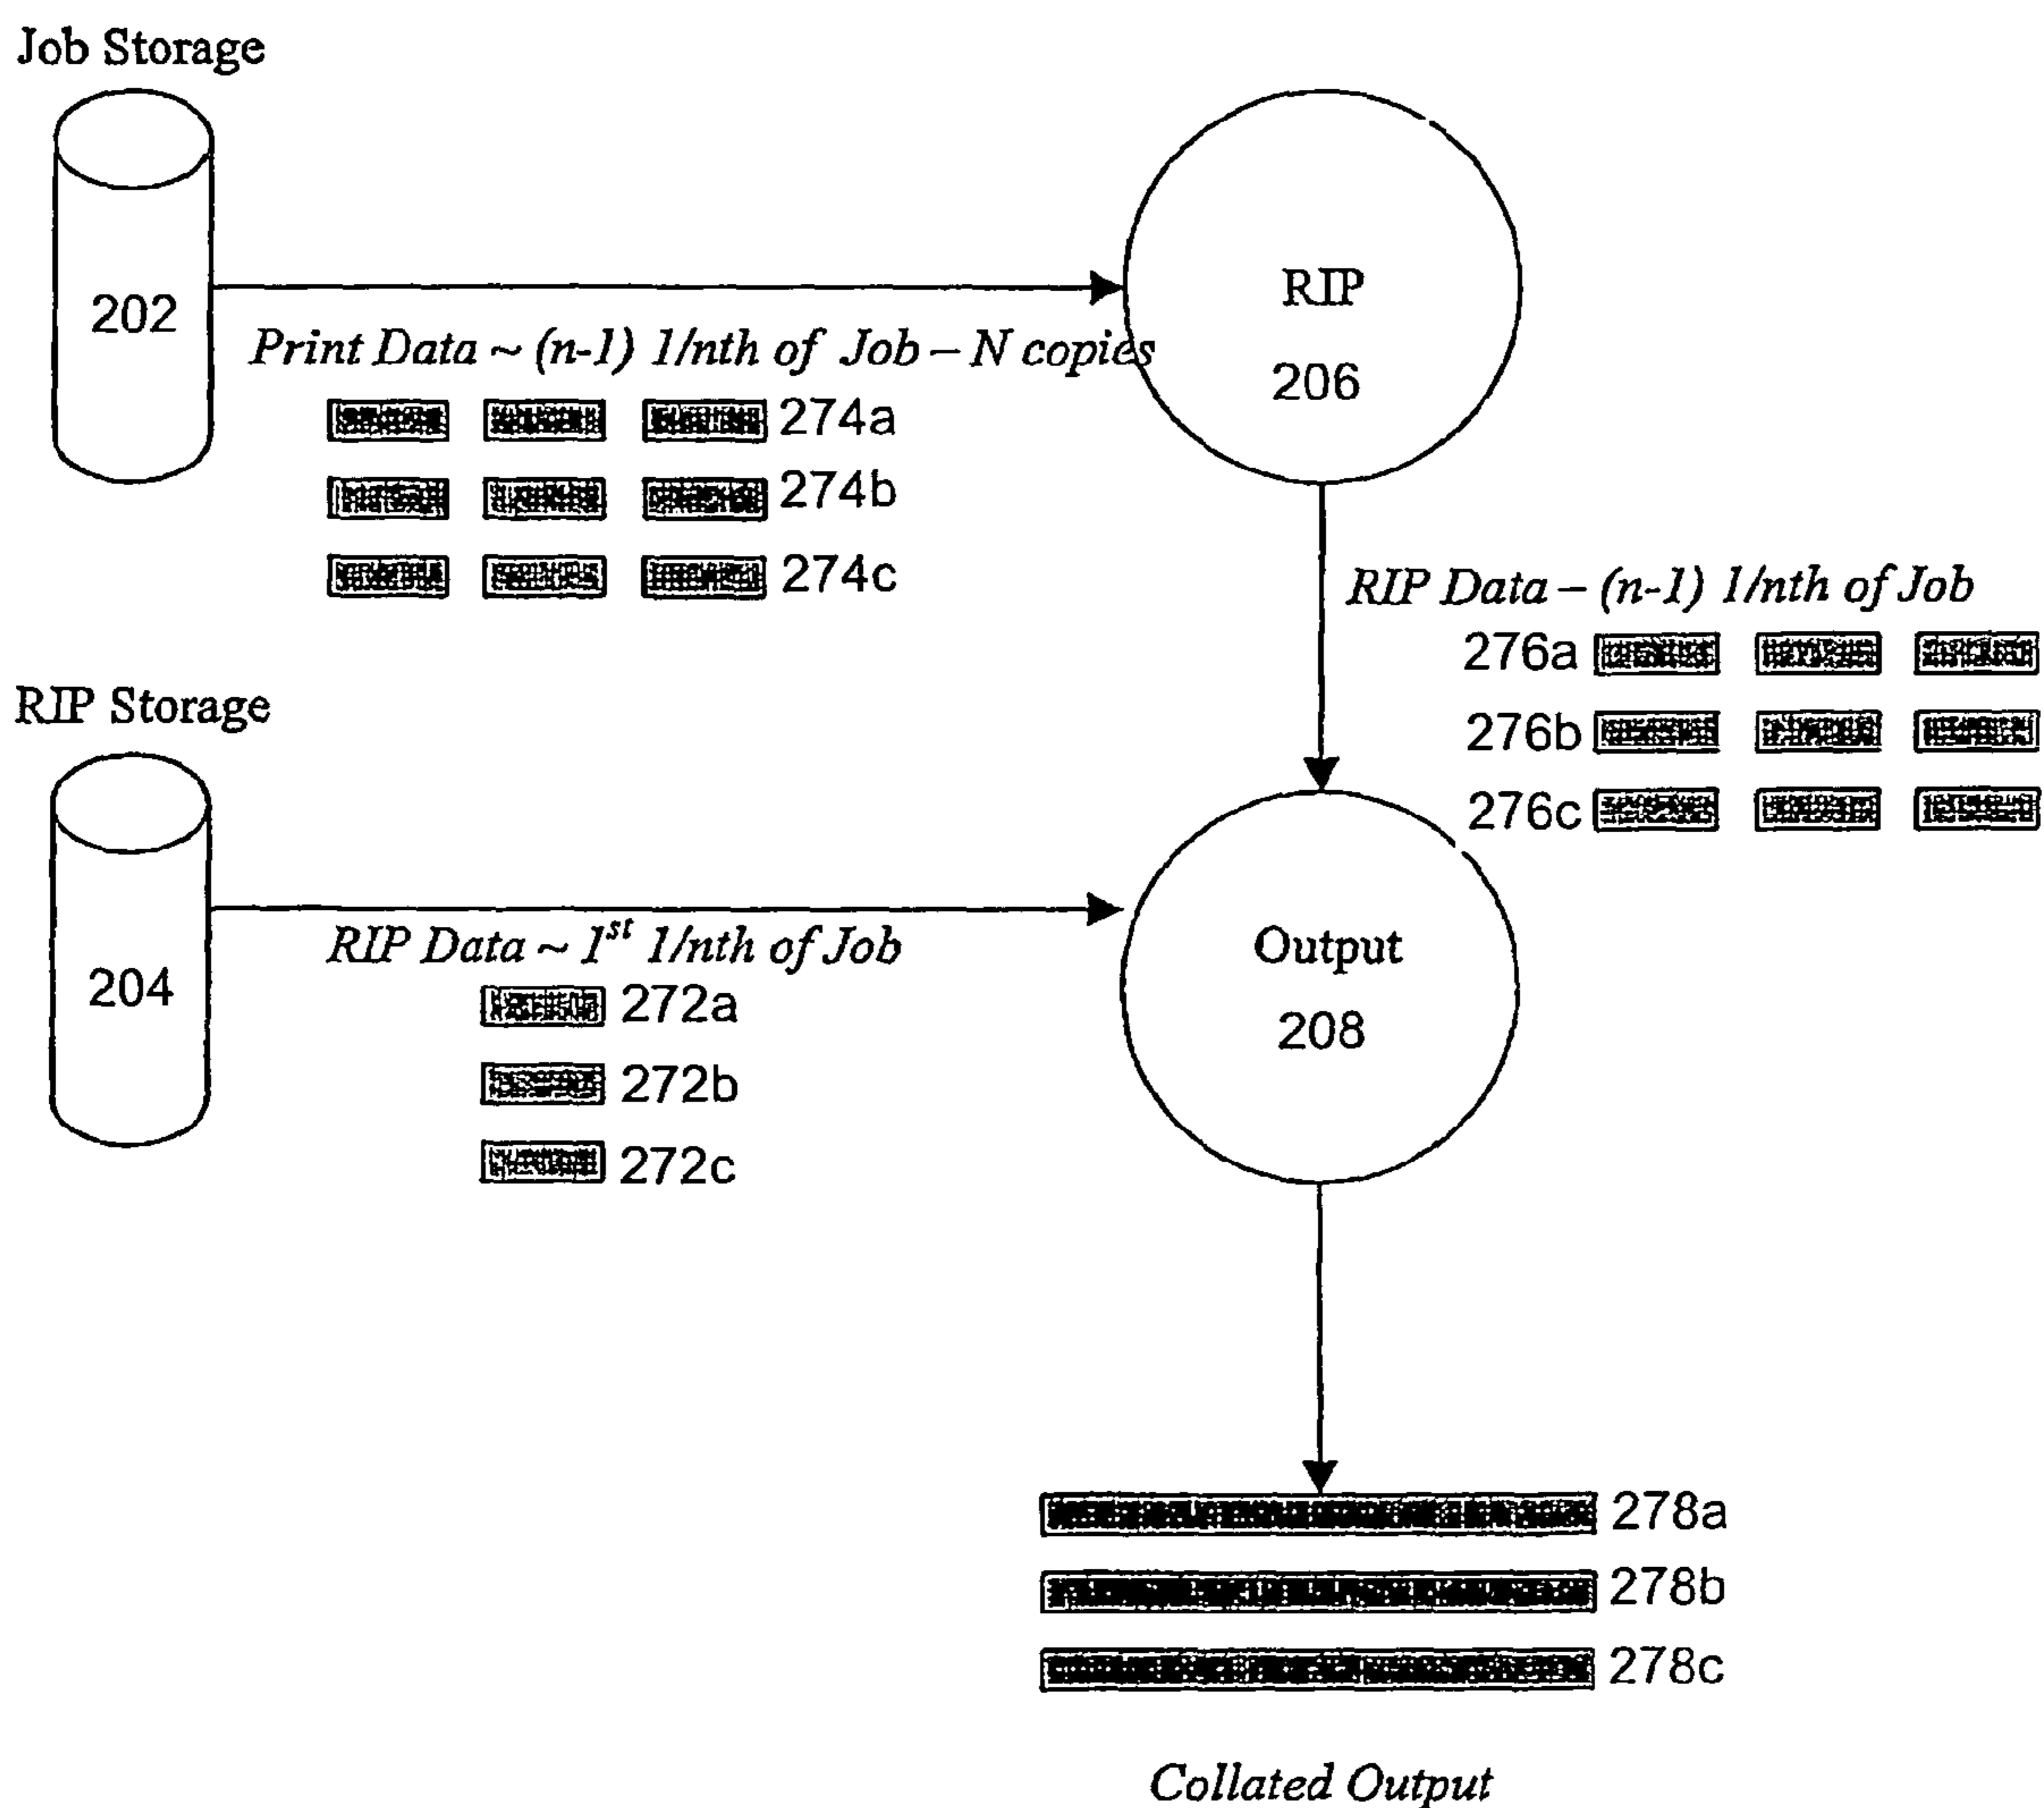 Job Storage
202
RIP
206
Print Data ~ (n-1) 1/nth of Job – N copies
274a
274b
274c
RIP Data – (n-1) 1/nth of Job
276a
276b
276c
RIP Storage
204
RIP Data ~ 1st 1/nth of Job
272a
272b
272c
Output
208
278a
278b
278c
Collated Output